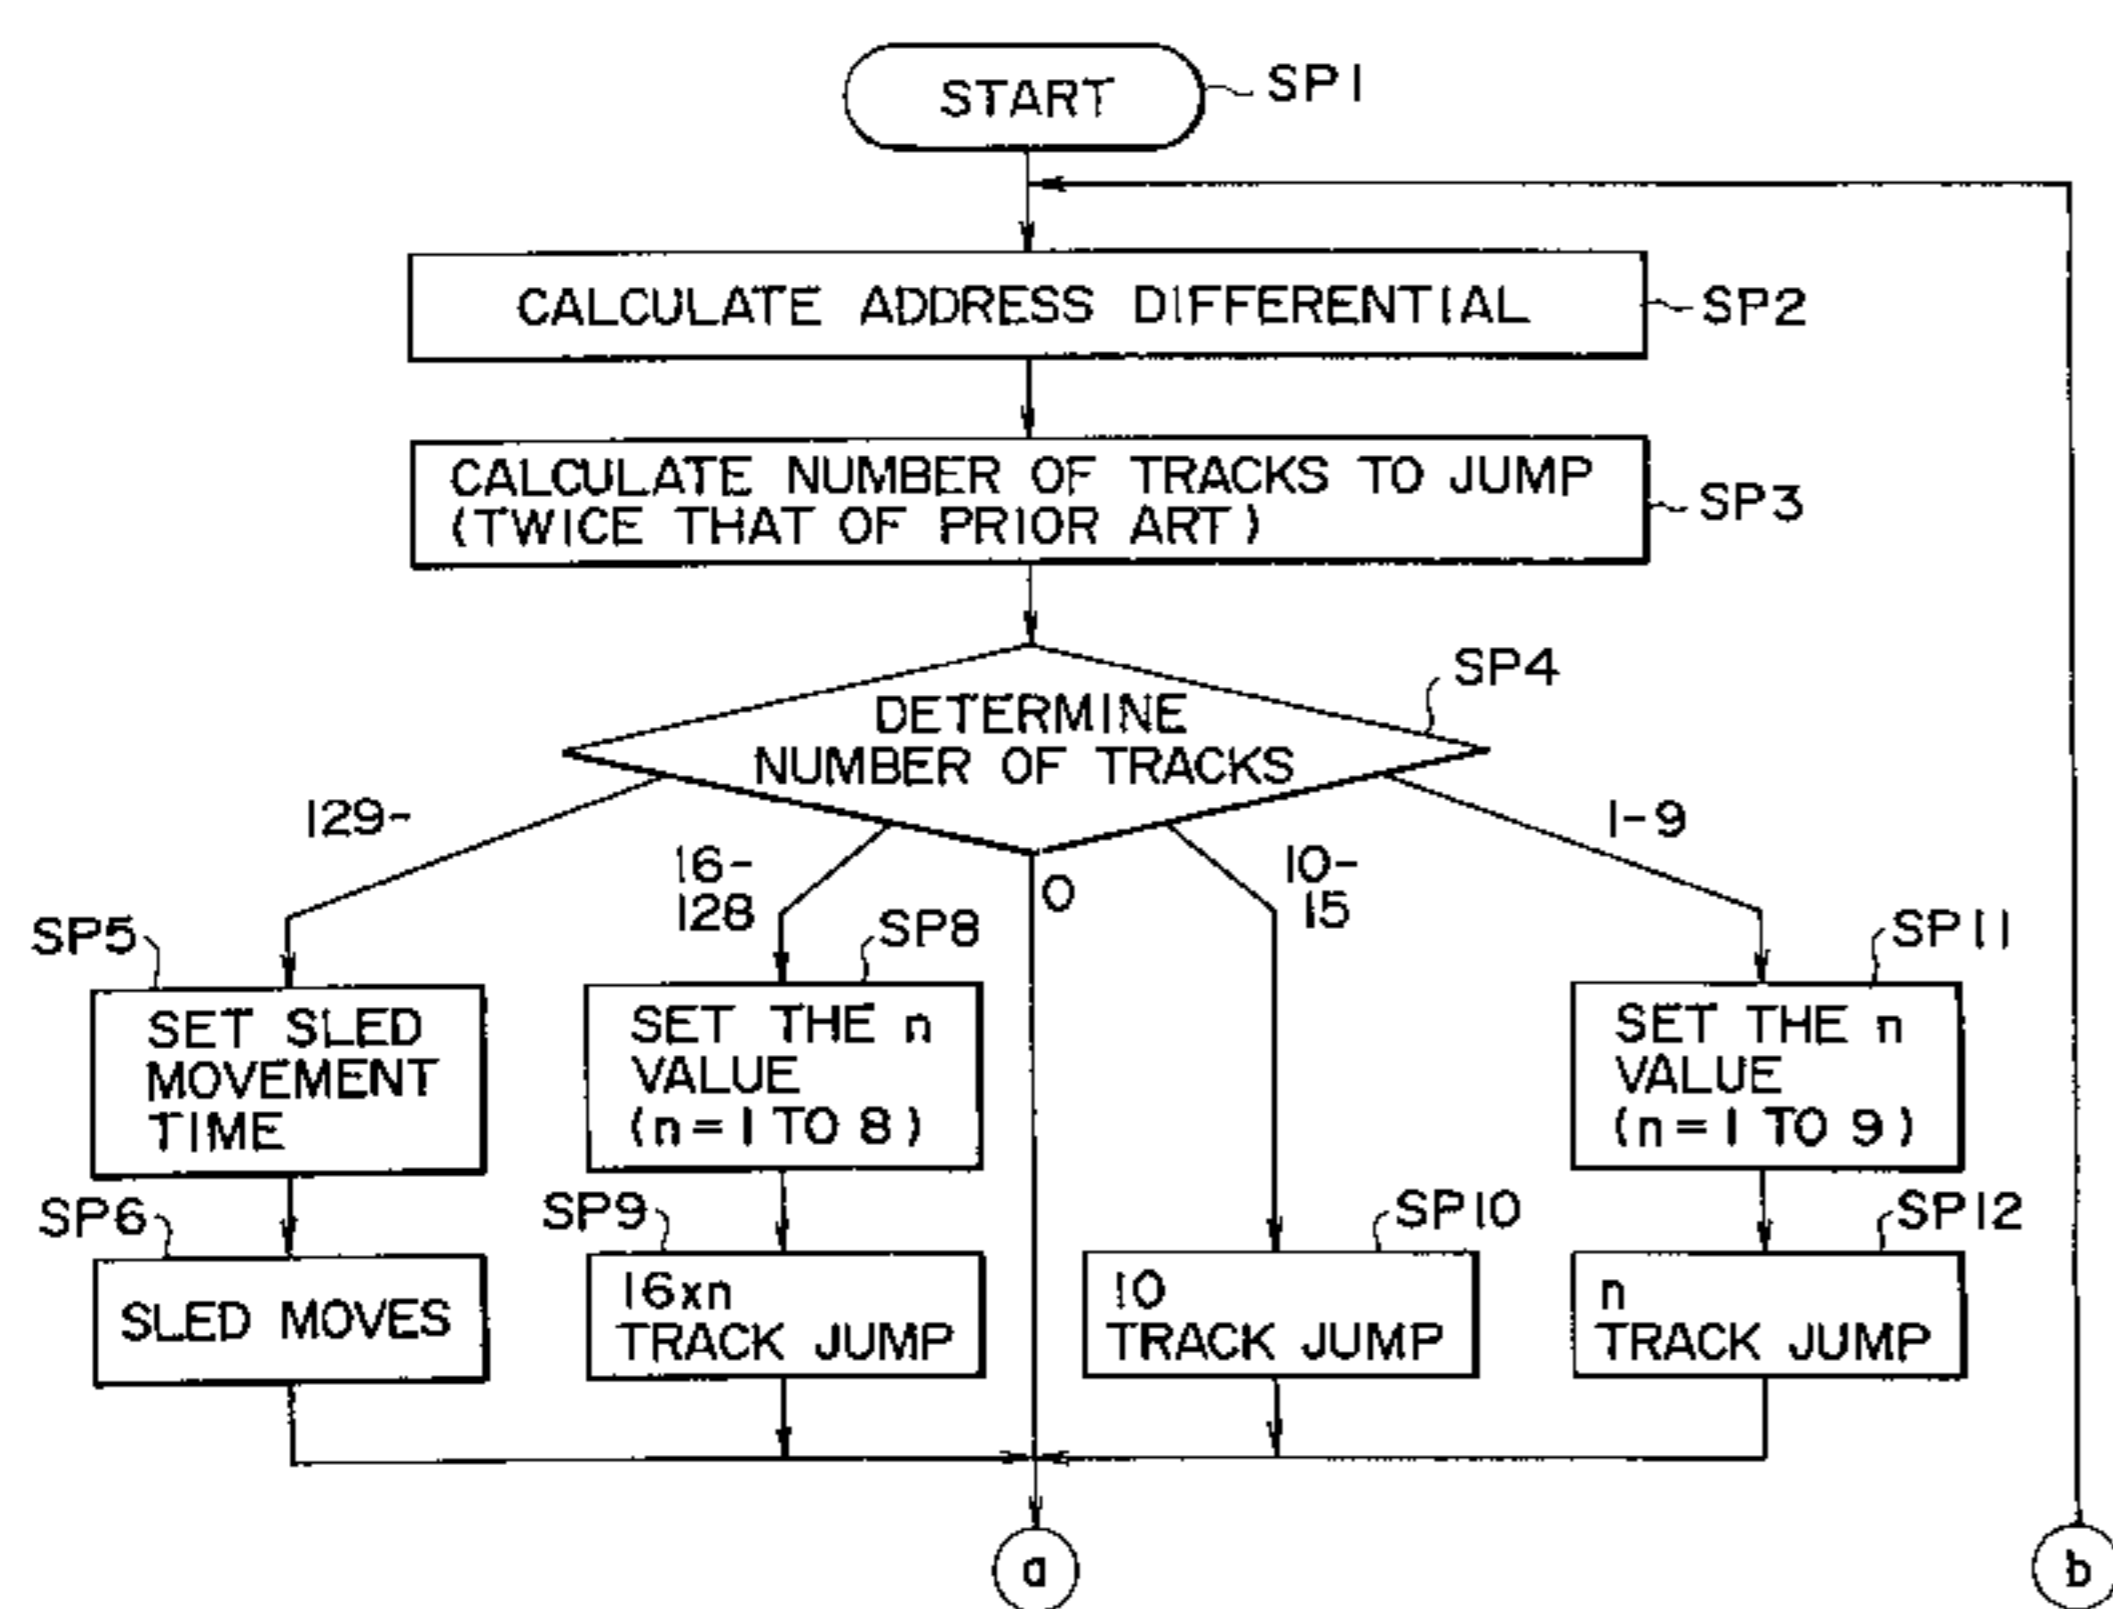 START
SP1
CALCULATE ADDRESS DIFFERENTIAL
SP2
CALCULATE NUMBER OF TRACKS TO JUMP
(TWICE THAT OF PRIOR ART)
SP3
SP4
DETERMINE
NUMBER OF TRACKS
129-
16-
128
0
10-
15
1-9
SP5
SET SLED
MOVEMENT
TIME
SP8
SET THE n
VALUE
(n=1 TO 8)
SP11
SET THE n
VALUE
(n=1 TO 9)
SP6
SLED MOVES
SP9
16xn
TRACK JUMP
SP10
10
TRACK JUMP
SP12
n
TRACK JUMP
a
b